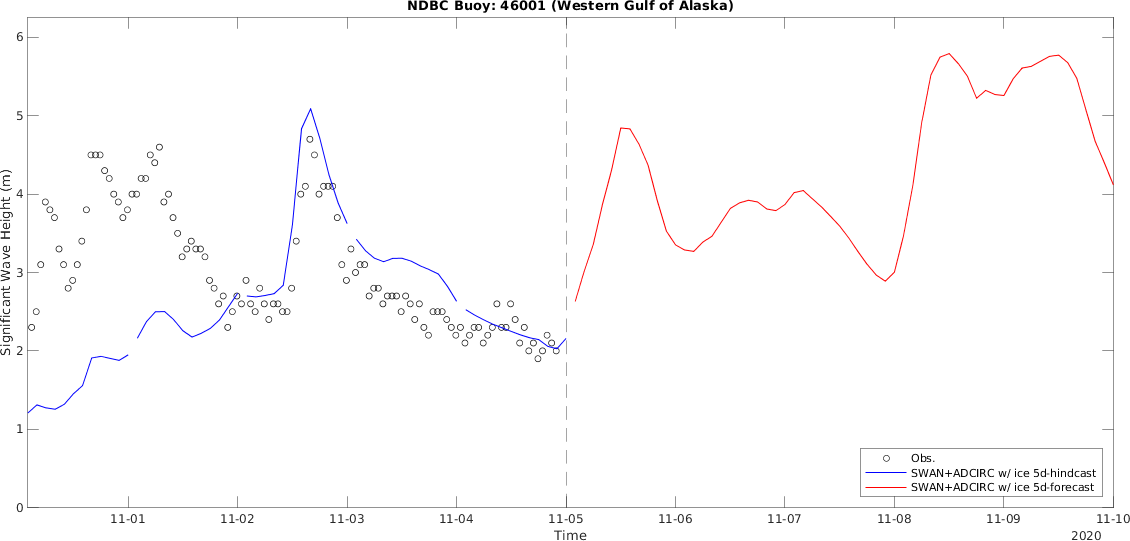 NDBC Buoy: 46001 (Western Gulf of Alaska)
Significant Wave Height (m)
6
5
4
3
2
1
0
11-01 11-02 11-03 11-04 11-05 11-06 11-07 11-08 11-09 11-10
Time
2020
Obs.
SWAN+ADCIRC w/ ice 5d-hindcast
SWAN+ADCIRC w/ ice 5d-forecast